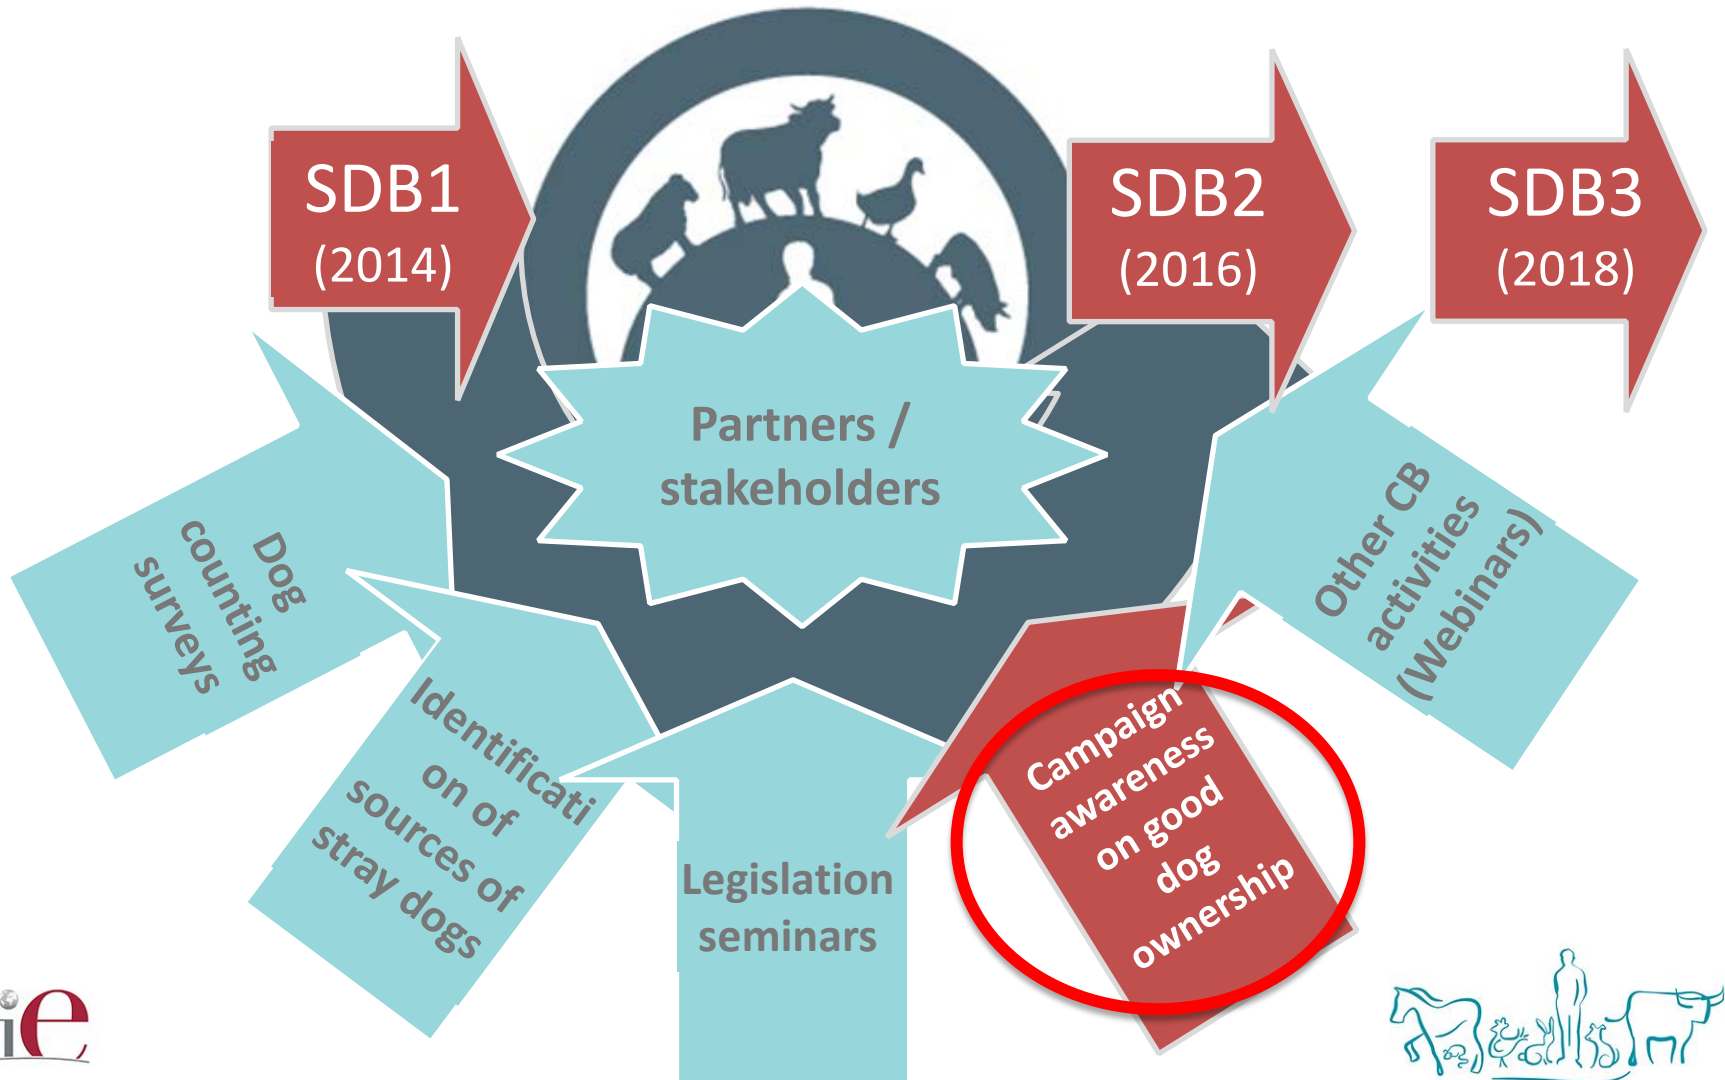 SDB1
(2014)
SDB2
(2016)
SDB3
(2018)
Partners /
stakeholders
Dog
counting
surveys
Identificati
on of
sources of
stray dogs
Legislation
seminars
Campaign
awareness
on good
dog
ownership
Other CB
activities
(Webinars)
ie